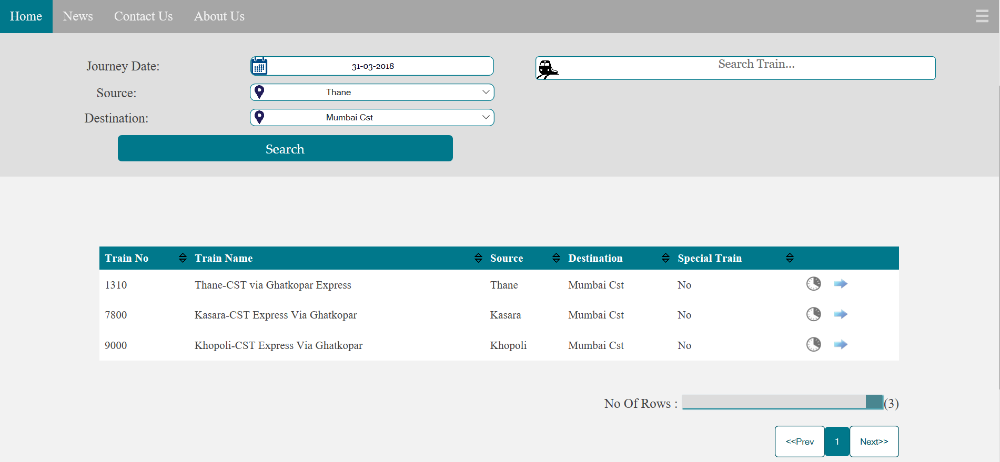 Home News Contact Us About Us
Journey Date: 31-03-2018 Search Train...
Source: Thane
Destination: Mumbai Cst
Search
Train No Train Name Source Destination Special Train
1310 Thane-CST via Ghatkopar Express Thane Mumbai Cst No
7800 Kasara-CST Express Via Ghatkopar Kasara Mumbai Cst No
9000 Khopoli-CST Express Via Ghatkopar Khopoli Mumbai Cst No
No Of Rows : (3)
<<Prev 1 Next>>